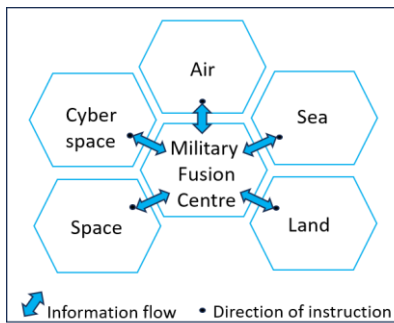 Air
Cyber
space
Sea
Military
Fusion
Centre
Space
Land
Information flow
Direction of instruction